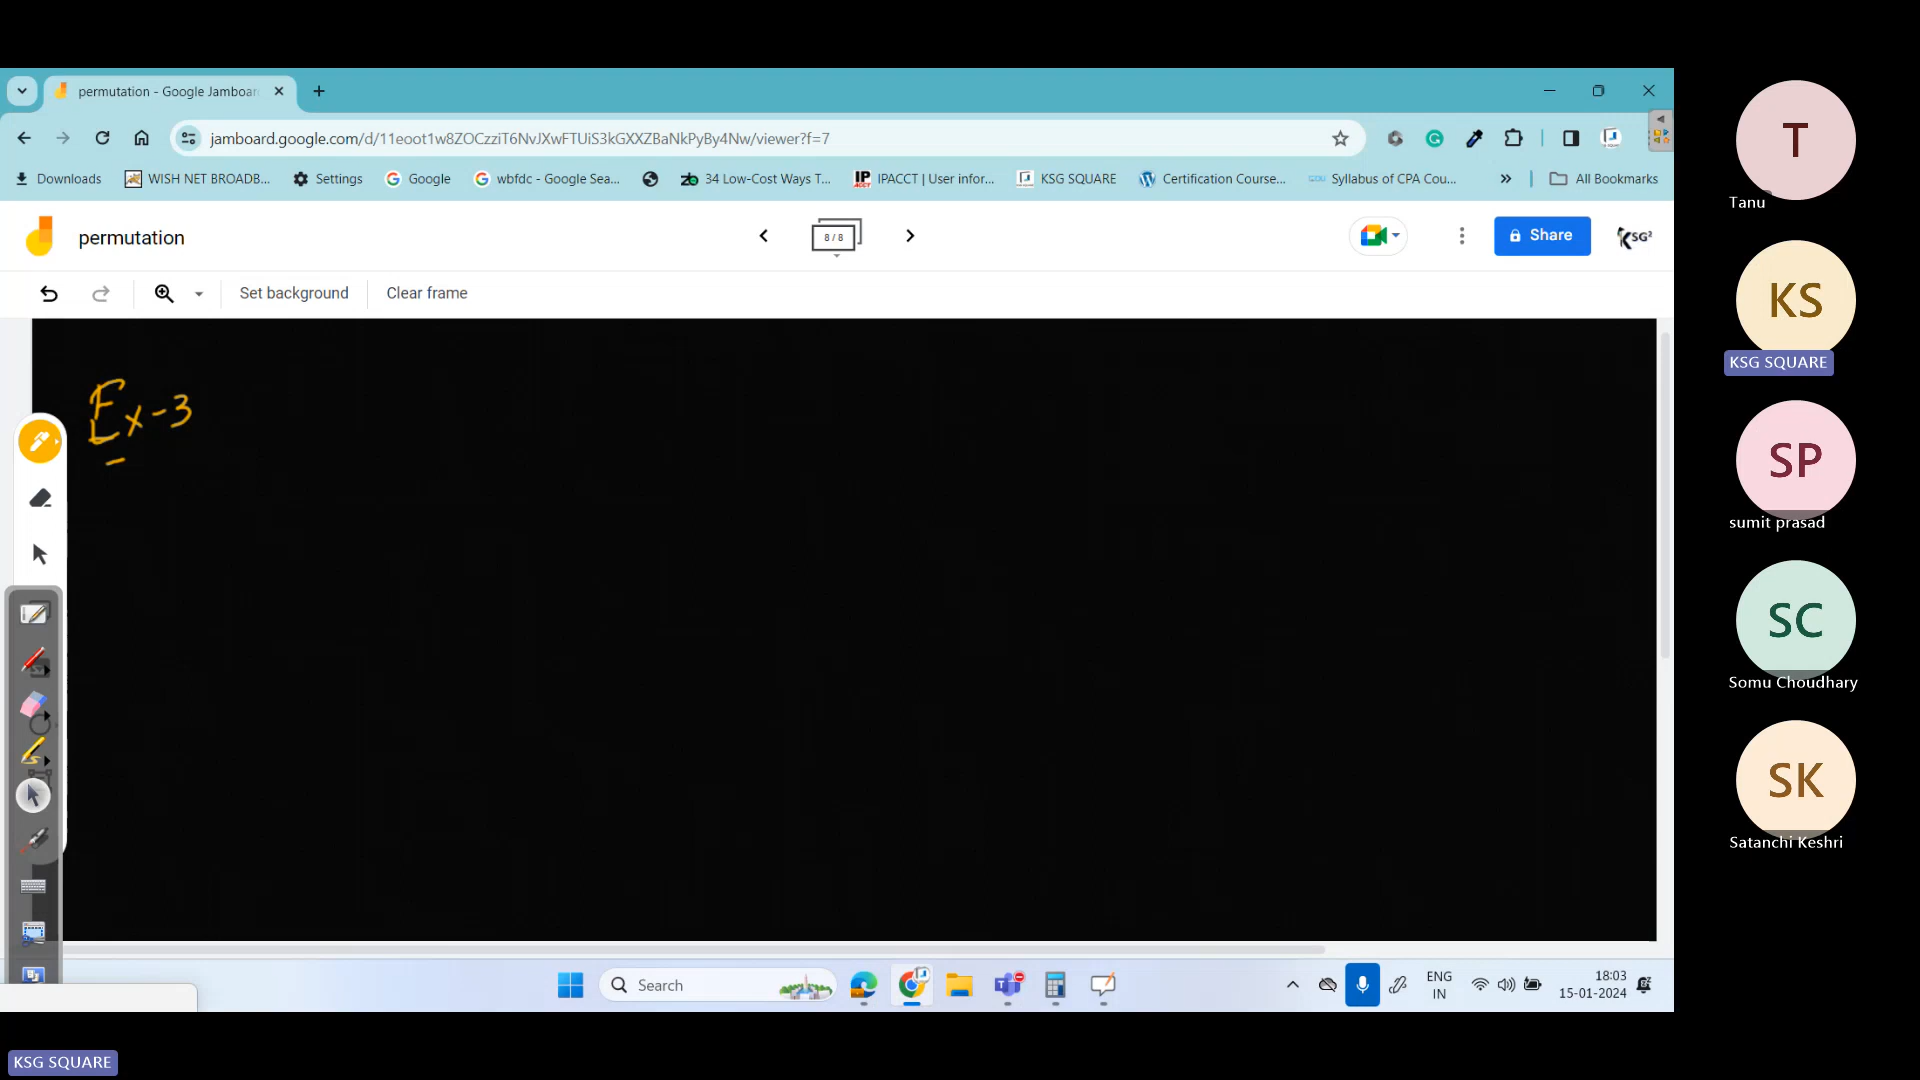 permutation - Google Jamboar
jamboard.google.com/d/11eoot1w8ZOCzziT6NvJXwFTUiS3kGXXZBaNkPyBy4Nw/viewer?f=7
Downloads WISH NET BROADB... Settings Google wbfdc - Google Sea... 34 Low-Cost Ways T... IPACCT | User infor... KSG SQUARE Certification Course... Syllabus of CPA Cou... » All Bookmarks
permutation 8 / 8 Share KSG²
Set background Clear frame
Ex-3
Search ENG IN 18:03 15-01-2024
T
Tanu
KS
KSG SQUARE
SP
sumit prasad
SC
Somu Choudhary
SK
Satanchi Keshri
KSG SQUARE